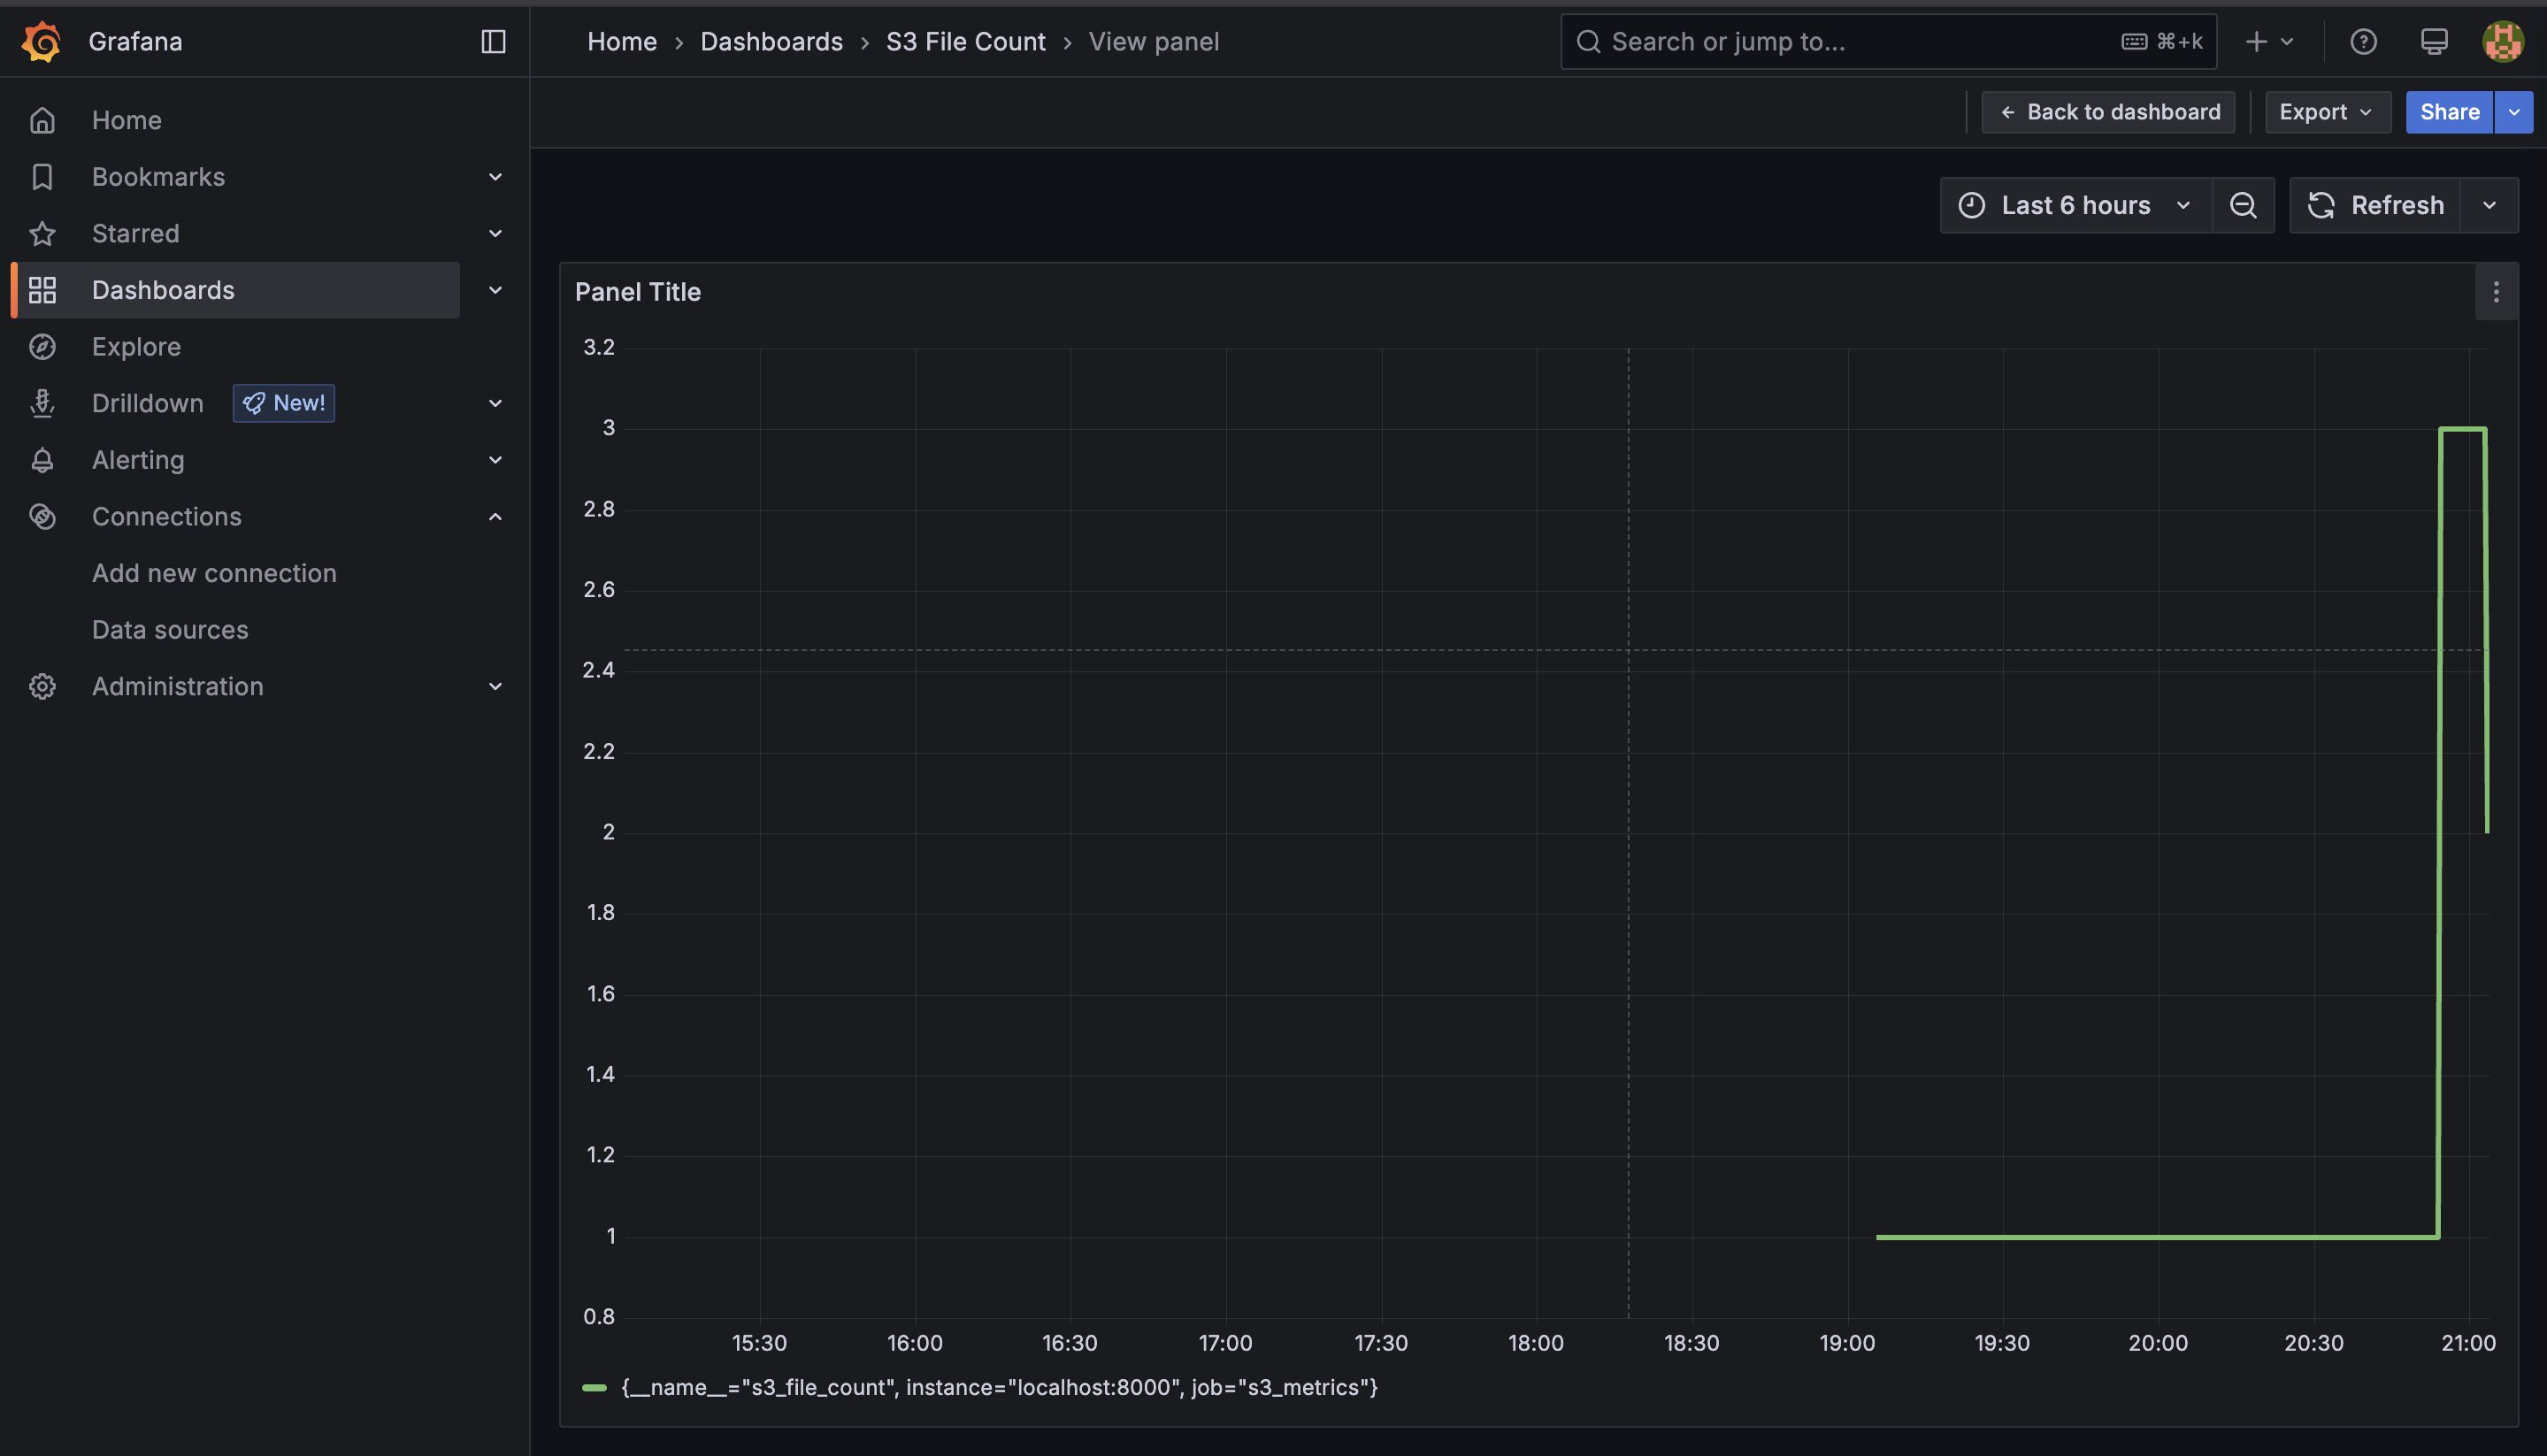 Grafana
Home › Dashboards › S3 File Count › View panel
Search or jump to...
⌘+k
Home
Bookmarks
Starred
Dashboards
Explore
Drilldown
New!
Alerting
Connections
Add new connection
Data sources
Administration
← Back to dashboard
Export
Share
Last 6 hours
Refresh
Panel Title
3.2
3
2.8
2.6
2.4
2.2
2
1.8
1.6
1.4
1.2
1
0.8
15:30 16:00 16:30 17:00 17:30 18:00 18:30 19:00 19:30 20:00 20:30 21:00
{__name__="s3_file_count", instance="localhost:8000", job="s3_metrics"}